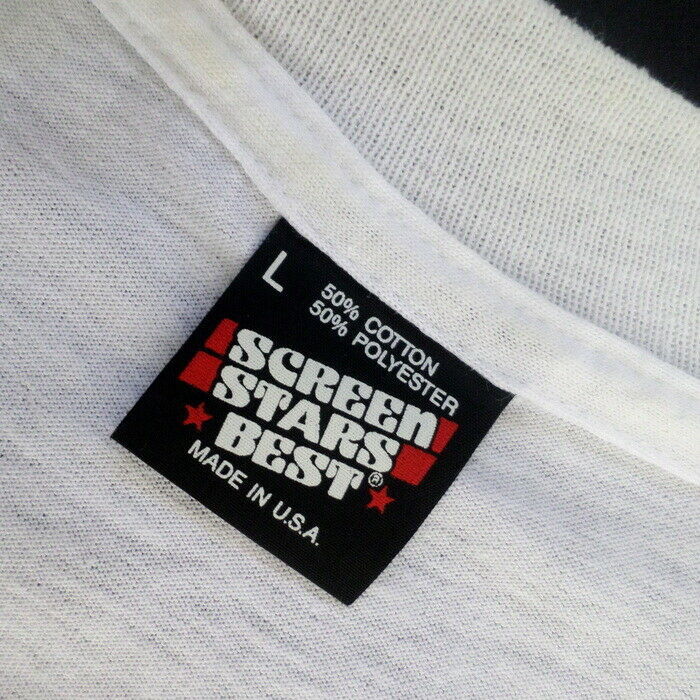 L
50% COTTON
50% POLYESTER
SCREEN
STARS
BEST®
MADE IN U.S.A.